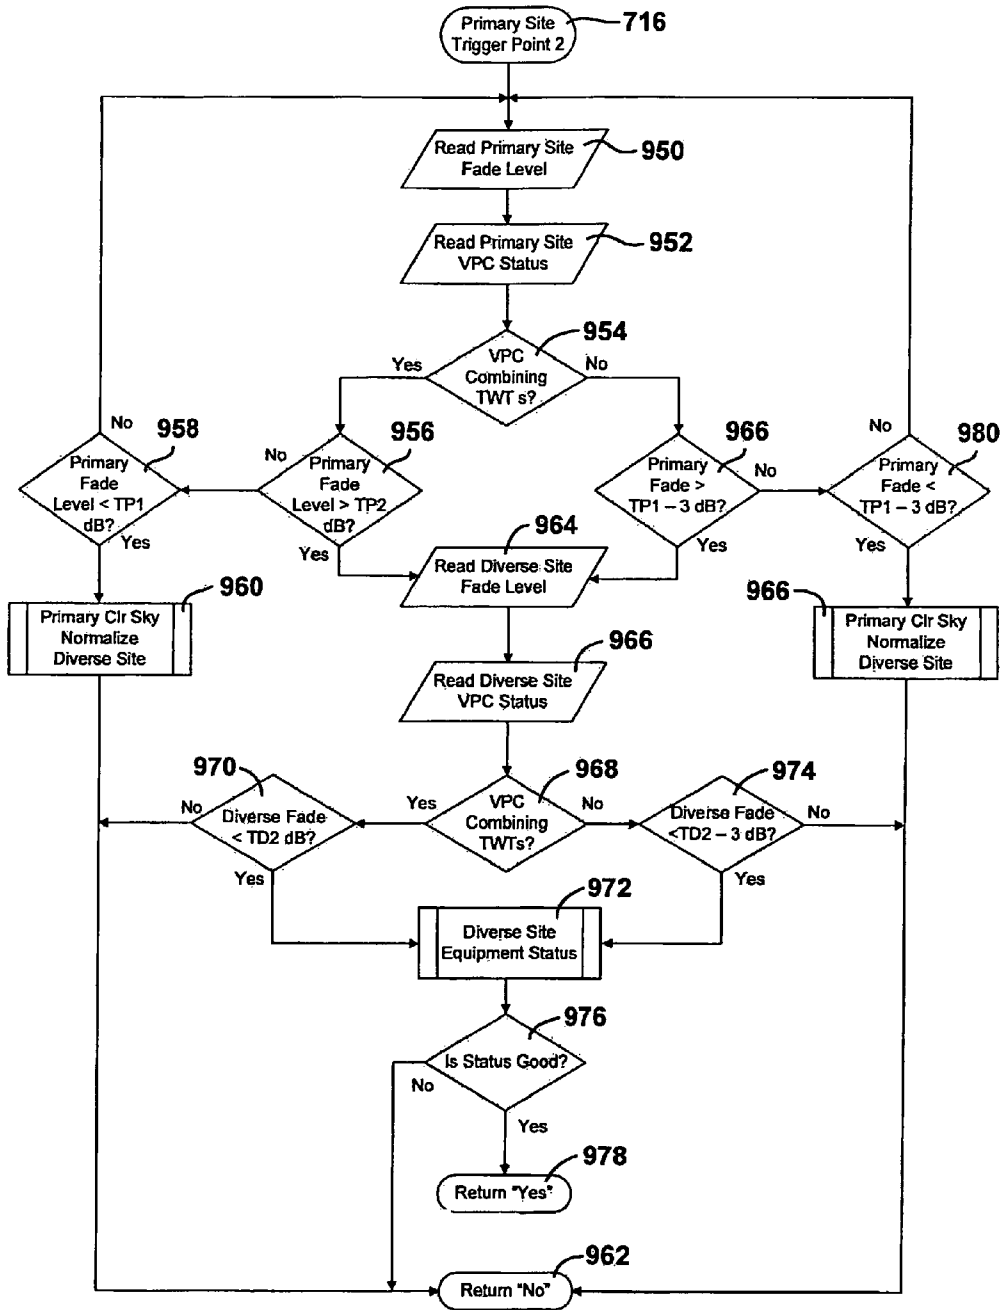 Primary Site
Trigger Point 2
716
Read Primary Site
Fade Level
950
Read Primary Site
VPC Status
952
954
VPC
Combining
TWT s?
Yes
No
No
958
Primary
Fade
Level < TP1
dB?
Yes
956
No
Primary
Fade
Level > TP2
dB?
Yes
966
Primary
Fade >
TP1 – 3 dB?
No
Yes
No
980
Primary
Fade <
TP1 – 3 dB?
Yes
964
Read Diverse Site
Fade Level
960
Primary Clr Sky
Normalize
Diverse Site
966
Primary Clr Sky
Normalize
Diverse Site
966
Read Diverse Site
VPC Status
970
No
Diverse Fade
< TD2 dB?
Yes
968
Yes
VPC
Combining
TWTs?
No
974
Diverse Fade
<TD2 – 3 dB?
No
Yes
972
Diverse Site
Equipment Status
976
Is Status Good?
No
Yes
978
Return "Yes"
962
Return "No"